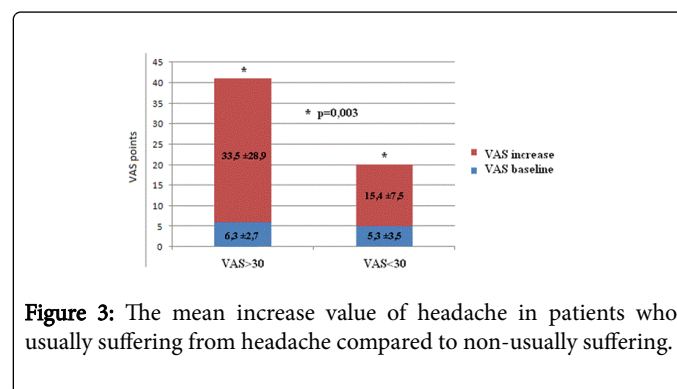 45
40
35
30
25
20
15
10
5
0
VAS points
*
* p=0,003
*
33,5 ±28,9
15,4 ±7,5
6,3 ±2,7
5,3 ±3,5
VAS>30
VAS<30
VAS increase
VAS baseline
Figure 3: The mean increase value of headache in patients who
usually suffering from headache compared to non-usually suffering.